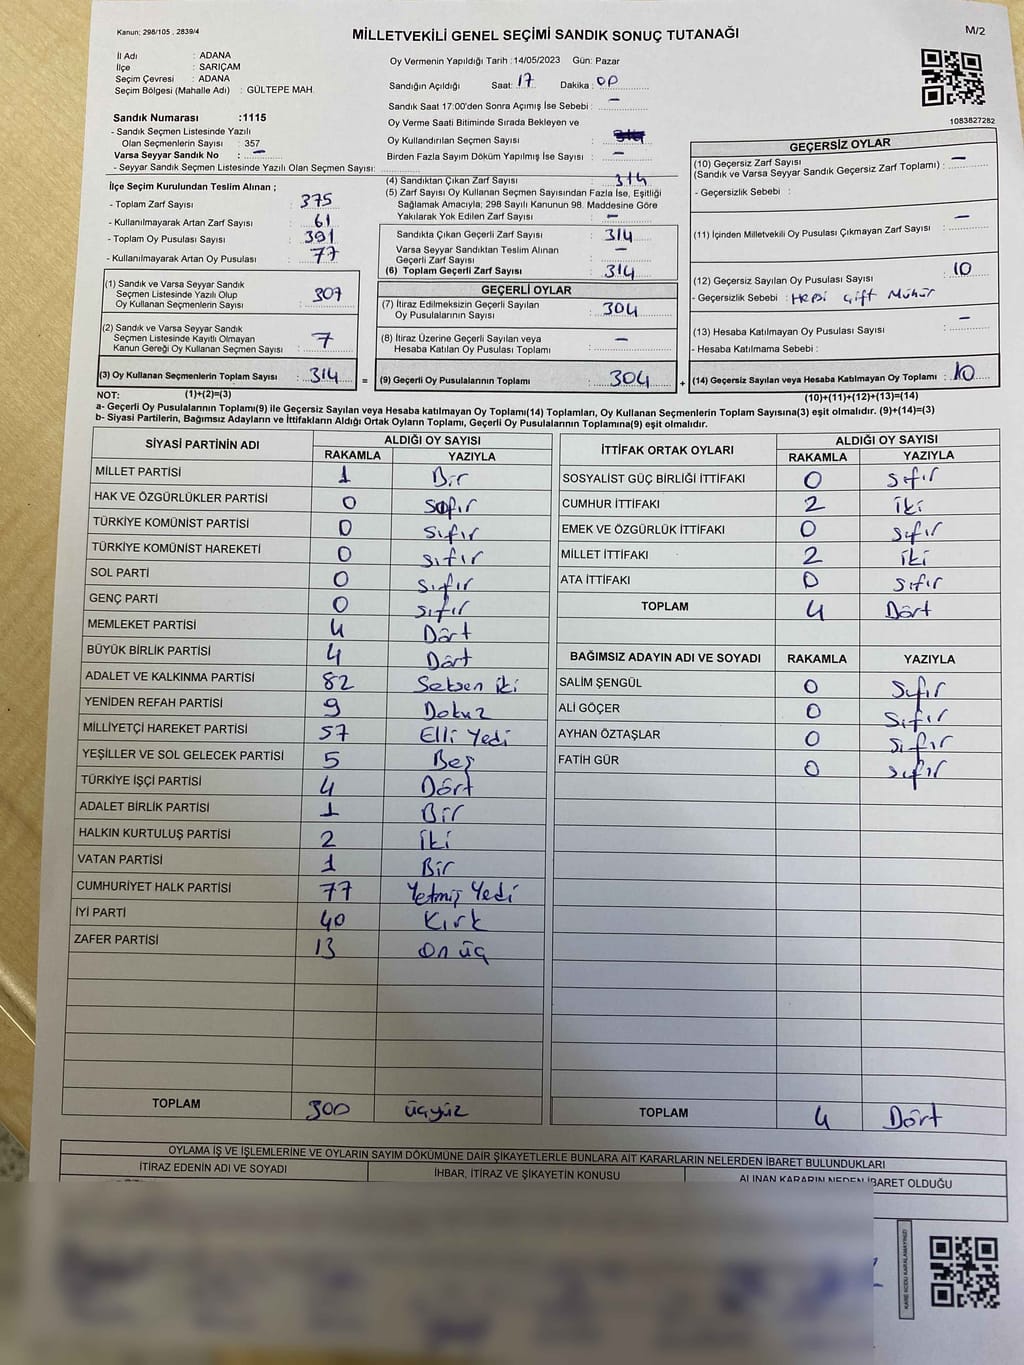 Kanun: 298/105 , 2839/4
MİLLETVEKİLİ GENEL SEÇİMİ SANDIK SONUÇ TUTANAĞI
M/2
İl Adı : ADANA
İlçe : SARIÇAM
Seçim Çevresi : ADANA
Seçim Bölgesi (Mahalle Adı) : GÜLTEPE MAH.
Sandık Numarası :1115
- Sandık Seçmen Listesinde Yazılı
Olan Seçmenlerin Sayısı : 357
Varsa Seyyar Sandık No : –
- Seyyar Sandık Seçmen Listesinde Yazılı Olan Seçmen Sayısı:
Oy Vermenin Yapıldığı Tarih :14/05/2023 Gün: Pazar
Sandığın Açıldığı Saat: 17 Dakika : 00
Sandık Saat 17:00'den Sonra Açımış İse Sebebi : –
Oy Verme Saati Bitiminde Sırada Bekleyen ve
Oy Kullandırılan Seçmen Sayısı :
Birden Fazla Sayım Döküm Yapılmış İse Sayısı : –
1083827282
İlçe Seçim Kurulundan Teslim Alınan ;
- Toplam Zarf Sayısı : 375
- Kullanılmayarak Artan Zarf Sayısı : 61
- Toplam Oy Pusulası Sayısı : 391
- Kullanılmayarak Artan Oy Pusulası : 77
(1) Sandık ve Varsa Seyyar Sandık
Seçmen Listesinde Yazılı Olup
Oy Kullanan Seçmenlerin Sayısı : 307
(2) Sandık ve Varsa Seyyar Sandık
Seçmen Listesinde Kayıtlı Olmayan
Kanun Gereği Oy Kullanan Seçmen Sayısı : 7
(3) Oy Kullanan Seçmenlerin Toplam Sayısı : 314 =
(4) Sandıktan Çıkan Zarf Sayısı : 314
(5) Zarf Sayısı Oy Kullanan Seçmen Sayısından Fazla İse, Eşitliği
Sağlamak Amacıyla; 298 Sayılı Kanunun 98. Maddesine Göre
Yakılarak Yok Edilen Zarf Sayısı : –
Sandıkta Çıkan Geçerli Zarf Sayısı : 314
Varsa Seyyar Sandıktan Teslim Alınan
Geçerli Zarf Sayısı : –
(6) Toplam Geçerli Zarf Sayısı : 314
GEÇERLİ OYLAR
(7) İtiraz Edilmeksizin Geçerli Sayılan
Oy Pusulalarının Sayısı : 304
(8) İtiraz Üzerine Geçerli Sayılan veya
Hesaba Katılan Oy Pusulası Toplamı : –
(9) Geçerli Oy Pusulalarının Toplamı : 304 +
GEÇERSİZ OYLAR
(10) Geçersiz Zarf Sayısı
(Sandık ve Varsa Seyyar Sandık Geçersiz Zarf Toplamı) : –
- Geçersizlik Sebebi :
(11) İçinden Milletvekili Oy Pusulası Çıkmayan Zarf Sayısı : –
(12) Geçersiz Sayılan Oy Pusulası Sayısı : 10
- Geçersizlik Sebebi : Hepsi Çift Mühür
(13) Hesaba Katılmayan Oy Pusulası Sayısı : –
- Hesaba Katılmama Sebebi :
(14) Geçersiz Sayılan veya Hesaba Katılmayan Oy Toplamı : 10
NOT: (1)+(2)=(3)
(10)+(11)+(12)+(13)=(14)
a- Geçerli Oy Pusulalarının Toplamı(9) ile Geçersiz Sayılan veya Hesaba katılmayan Oy Toplamı(14) Toplamları, Oy Kullanan Seçmenlerin Toplam Sayısına(3) eşit olmalıdır. (9)+(14)=(3)
b- Siyasi Partilerin, Bağımsız Adayların ve İttifakların Aldığı Ortak Oyların Toplamı, Geçerli Oy Pusulalarının Toplamına(9) eşit olmalıdır.
SİYASİ PARTİNİN ADI ALDIĞI OY SAYISI
RAKAMLA YAZIYLA
MİLLET PARTİSİ 1 Bir
HAK VE ÖZGÜRLÜKLER PARTİSİ 0 sıfır
TÜRKİYE KOMÜNİST PARTİSİ 0 sıfır
TÜRKİYE KOMÜNİST HAREKETİ 0 sıfır
SOL PARTİ 0 sıfır
GENÇ PARTİ 0 sıfır
MEMLEKET PARTİSİ 4 Dört
BÜYÜK BİRLİK PARTİSİ 4 Dört
ADALET VE KALKINMA PARTİSİ 82 Seksen iki
YENİDEN REFAH PARTİSİ 9 Dokuz
MİLLİYETÇİ HAREKET PARTİSİ 57 Elli Yedi
YEŞİLLER VE SOL GELECEK PARTİSİ 5 Beş
TÜRKİYE İŞÇİ PARTİSİ 4 Dört
ADALET BİRLİK PARTİSİ 1 Bir
HALKIN KURTULUŞ PARTİSİ 2 İki
VATAN PARTİSİ 1 Bir
CUMHURİYET HALK PARTİSİ 77 Yetmiş Yedi
İYİ PARTİ 40 Kırk
ZAFER PARTİSİ 13 On üç
TOPLAM 300 üçyüz
İTTİFAK ORTAK OYLARI ALDIĞI OY SAYISI
RAKAMLA YAZIYLA
SOSYALİST GÜÇ BİRLİĞİ İTTİFAKI 0 sıfır
CUMHUR İTTİFAKI 2 iki
EMEK VE ÖZGÜRLÜK İTTİFAKI 0 sıfır
MİLLET İTTİFAKI 2 iki
ATA İTTİFAKI 0 sıfır
TOPLAM 4 Dört
BAĞIMSIZ ADAYIN ADI VE SOYADI RAKAMLA YAZIYLA
SALİM ŞENGÜL 0 Sıfır
ALİ GÖÇER 0 Sıfır
AYHAN ÖZTAŞLAR 0 sıfır
FATİH GÜR 0 sıfır
TOPLAM 4 Dört
OYLAMA İŞ VE İŞLEMLERİNE VE OYLARIN SAYIM DÖKÜMÜNE DAİR ŞİKAYETLERLE BUNLARA AİT KARARLARIN NELERDEN İBARET BULUNDUKLARI
İTİRAZ EDENİN ADI VE SOYADI
İHBAR, İTİRAZ VE ŞİKAYETİN KONUSU
ALINAN KARARIN NEDEN İBARET OLDUĞU
KARE KODU KARALAMAYINIZ!